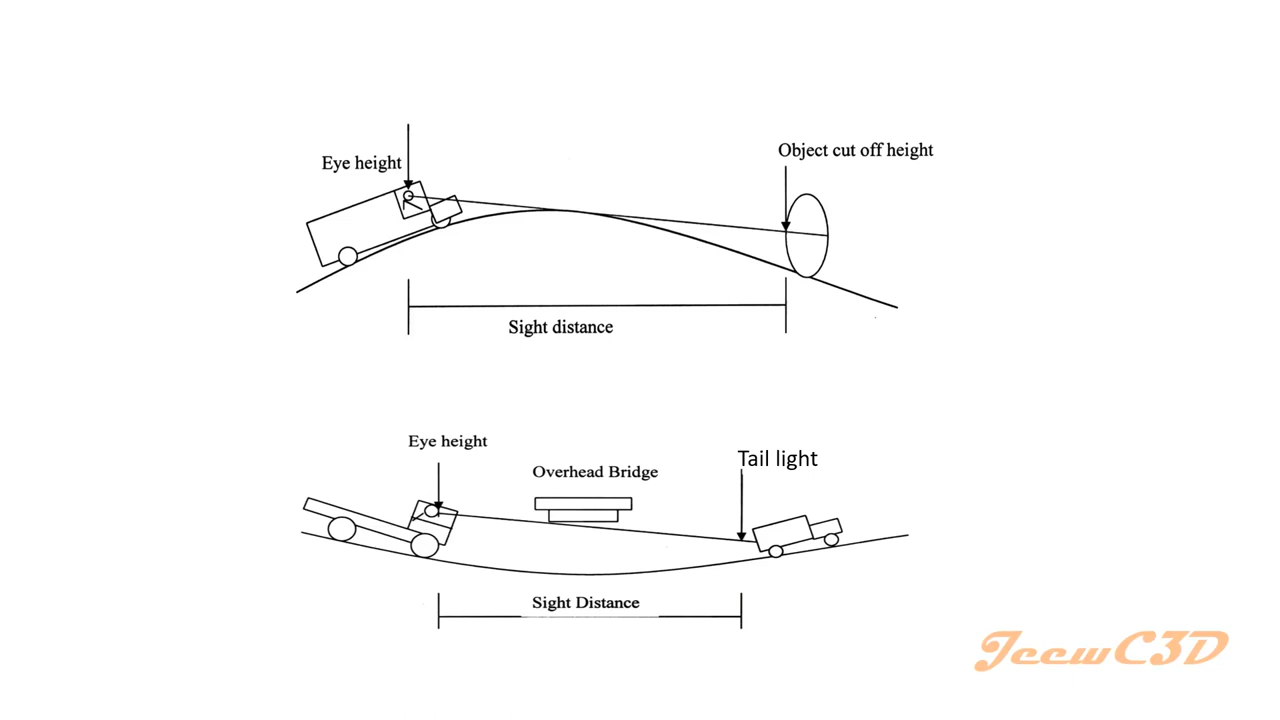 Object cut off height
Eye height
Sight distance
Eye height
Tail light
Overhead Bridge
Sight Distance
JeewC3D